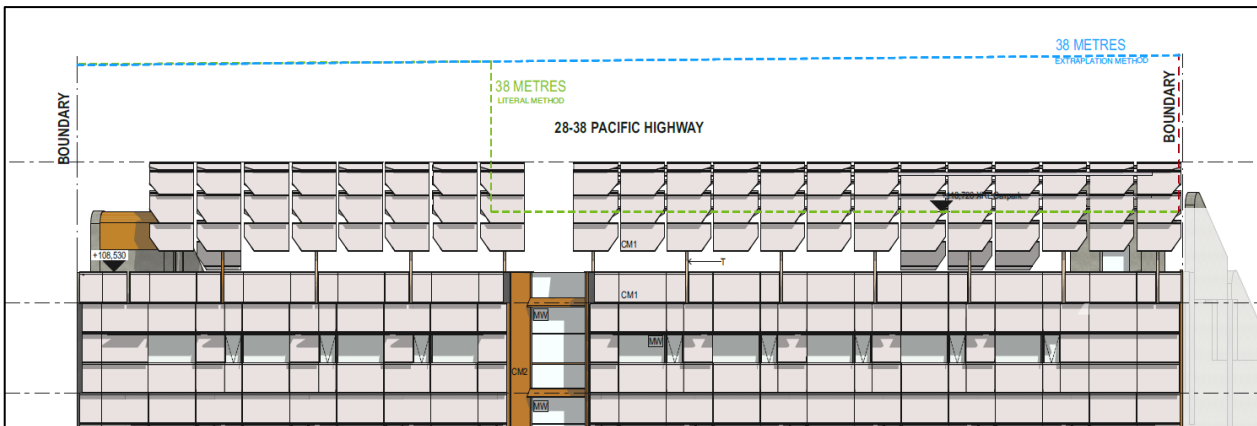 38 METRES
EXTRAPLATION METHOD
38 METRES
LITERAL METHOD
BOUNDARY
BOUNDARY
28-38 PACIFIC HIGHWAY
CM1
+108,530
T
CM1
MW
MW
CM2
MW